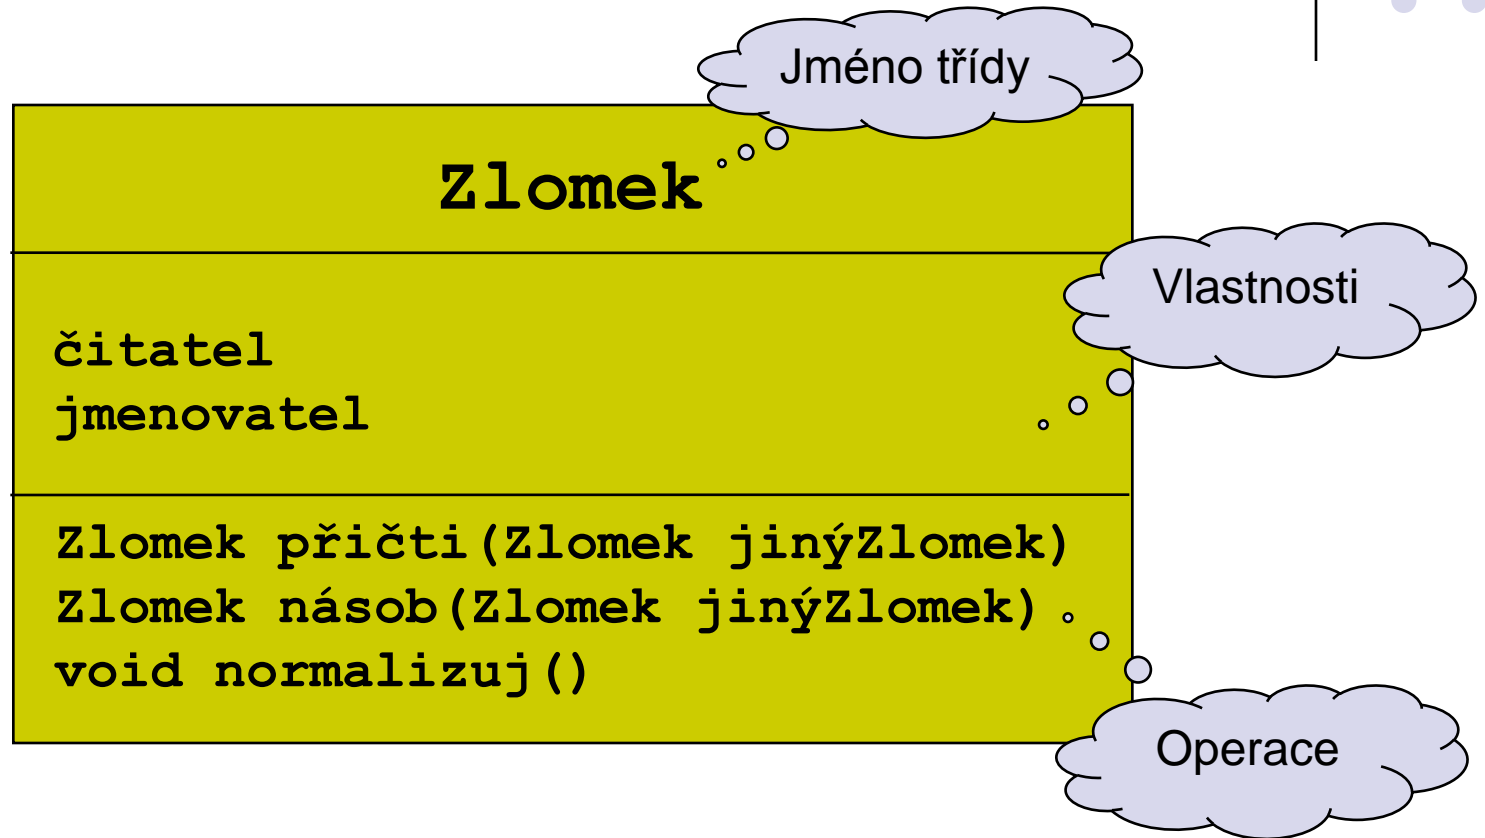 Jméno třídy
Zlomek
Vlastnosti
čitatel
jmenovatel
Zlomek přičti(Zlomek jinýZlomek)
Zlomek násob(Zlomek jinýZlomek)
void normalizuj()
Operace